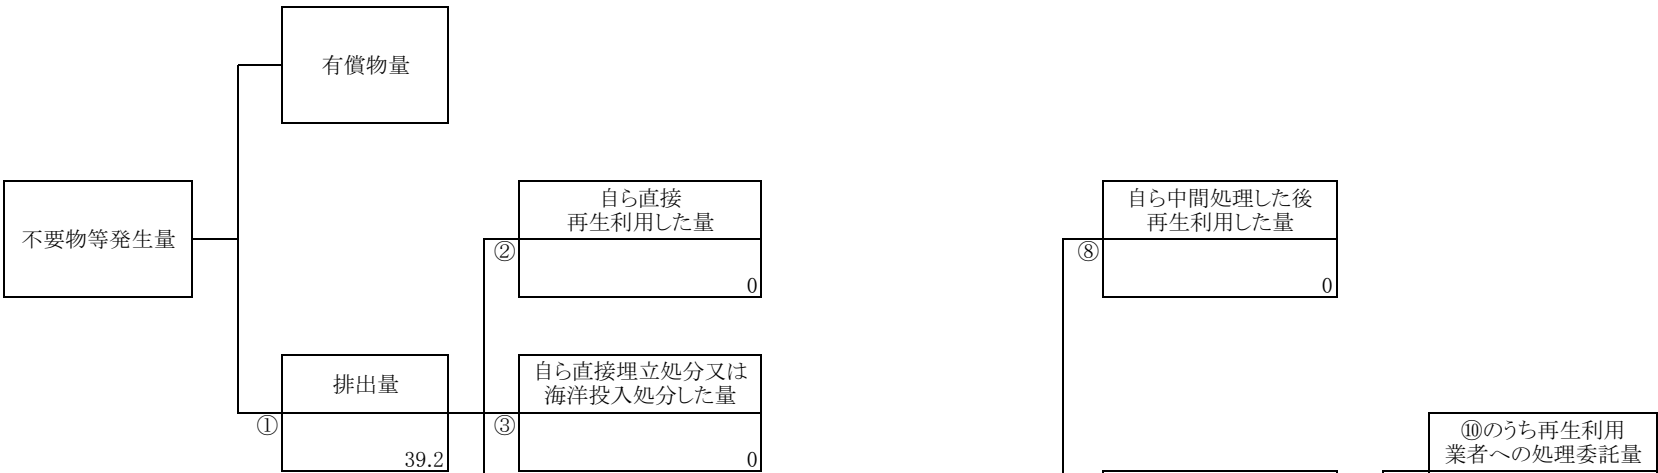 有償物量
不要物等発生量
自ら直接
再生利用した量
②
0
自ら中間処理した後
再生利用した量
⑧
0
排出量
①
39.2
自ら直接埋立処分又は
海洋投入処分した量
③
0
⑩のうち再生利用
業者への処理委託量